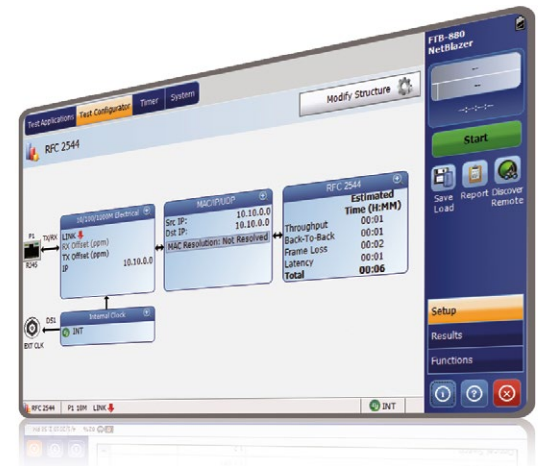 FTB-880
NetBlazer
--
--
--:--:--
Start
Save
Load
Report
Discover
Remote
Test Applications
Test Configurator
Timer
System
Modify Structure
RFC 2544
P1
TX/RX
RJ45
10/100/1000M Electrical
LINK
RX Offset (ppm)
TX Offset (ppm)
IP 10.10.0.0
MAC/IP/UDP
Src IP: 10.10.0.0
Dst IP: 10.10.0.0
MAC Resolution: Not Resolved
RFC 2544
Estimated
Time (H:MM)
Throughput 00:01
Back-To-Back 00:01
Frame Loss 00:02
Latency 00:01
Total 00:06
DS1
EXT CLK
Internal Clock
INT
Setup
Results
Functions
RFC 2544
P1 10M LINK
INT